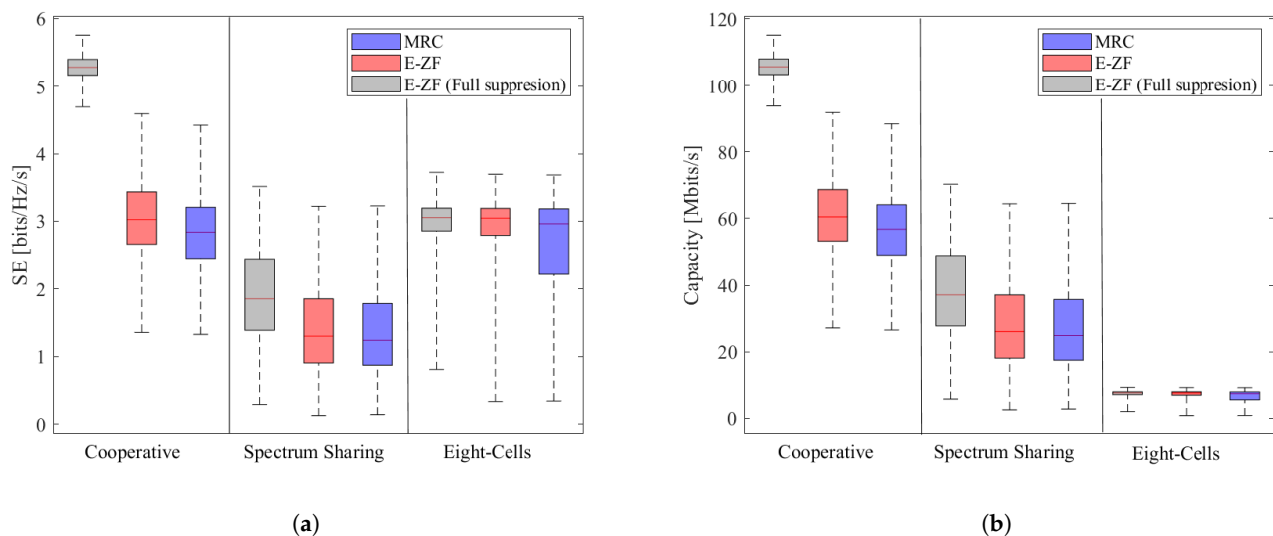 6
5
4
3
2
1
0
SE [bits/Hz/s]
MRC
E-ZF
E-ZF (Full suppresion)
Cooperative
Spectrum Sharing
Eight-Cells
(a)
120
100
80
60
40
20
0
Capacity [Mbits/s]
MRC
E-ZF
E-ZF (Full suppresion)
Cooperative
Spectrum Sharing
Eight-Cells
(b)